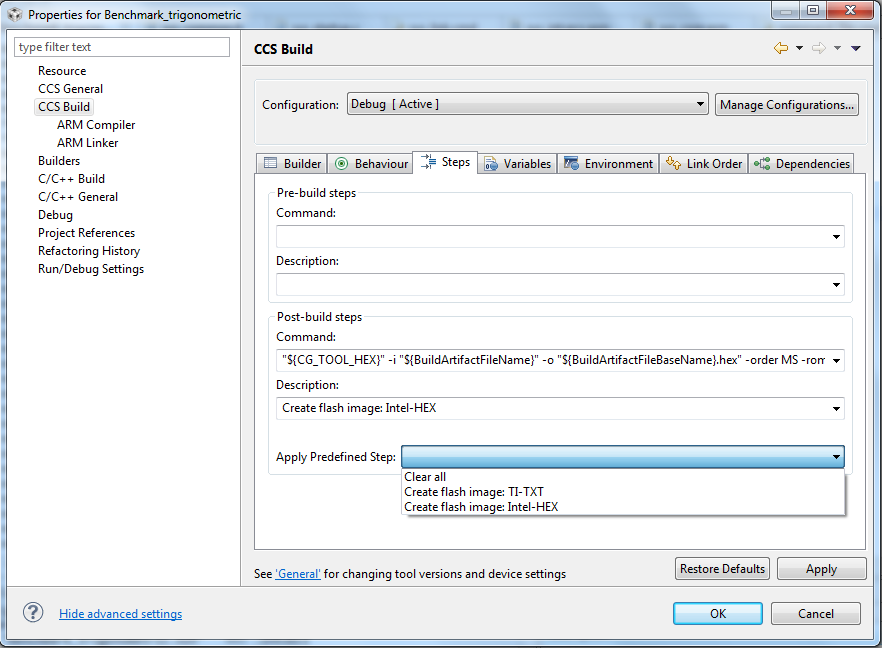 Properties for Benchmark_trigonometric
type filter text
Resource
CCS General
CCS Build
ARM Compiler
ARM Linker
Builders
C/C++ Build
C/C++ General
Debug
Project References
Refactoring History
Run/Debug Settings
CCS Build
Configuration: Debug [ Active ] Manage Configurations...
Builder Behaviour Steps Variables Environment Link Order Dependencies
Pre-build steps
Command:
Description:
Post-build steps
Command:
"${CG_TOOL_HEX}" -i "${BuildArtifactFileName}" -o "${BuildArtifactFileBaseName}.hex" -order MS -rom
Description:
Create flash image: Intel-HEX
Apply Predefined Step:
Clear all
Create flash image: TI-TXT
Create flash image: Intel-HEX
See 'General' for changing tool versions and device settings
Restore Defaults Apply
? Hide advanced settings
OK Cancel